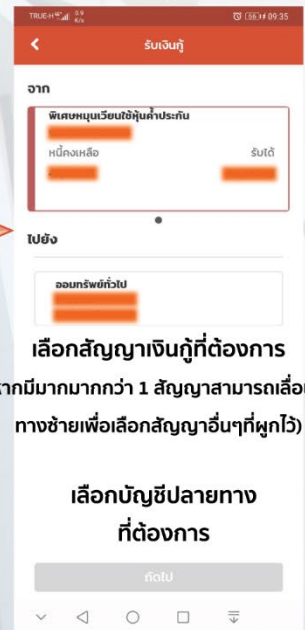 TRUE-H 4G 0.9 K/s 66 09:35
รับเงินกู้
จาก
พิเศษหมุนเวียนใช้หุ้นค้ำประกัน
หนี้คงเหลือ รับได้
ไปยัง
ออมทรัพย์ทั่วไป
เลือกสัญญาเงินกู้ที่ต้องการ
ากมีมากมากกว่า 1 สัญญาสามารถเลื่อน
ทางซ้ายเพื่อเลือกสัญญาอื่นๆที่ผูกไว้)
เลือกบัญชีปลายทาง
ที่ต้องการ
ถัดไป